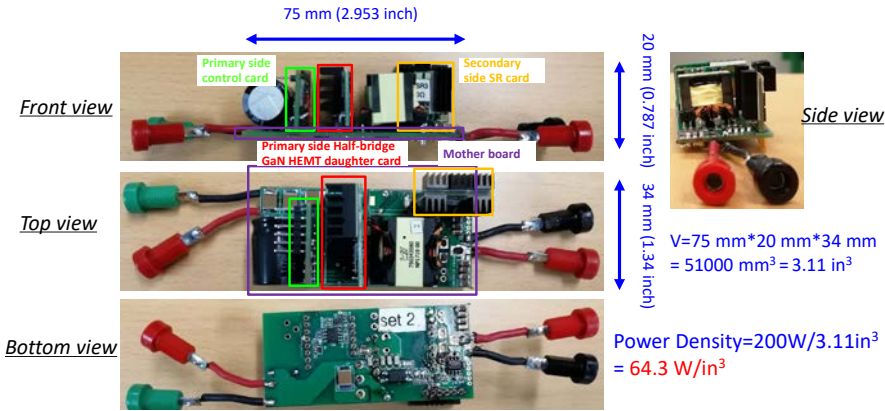 75 mm (2.953 inch)
Primary side
control card
Secondary
side SR card
20 mm (0.787 inch)
Front view
Side view
Primary side Half-bridge
GaN HEMT daughter card
Mother board
Top view
34 mm (1.34 inch)
V=75 mm*20 mm*34 mm
= 51000 mm³ = 3.11 in³
Bottom view
set 2
Power Density=200W/3.11in³
= 64.3 W/in³